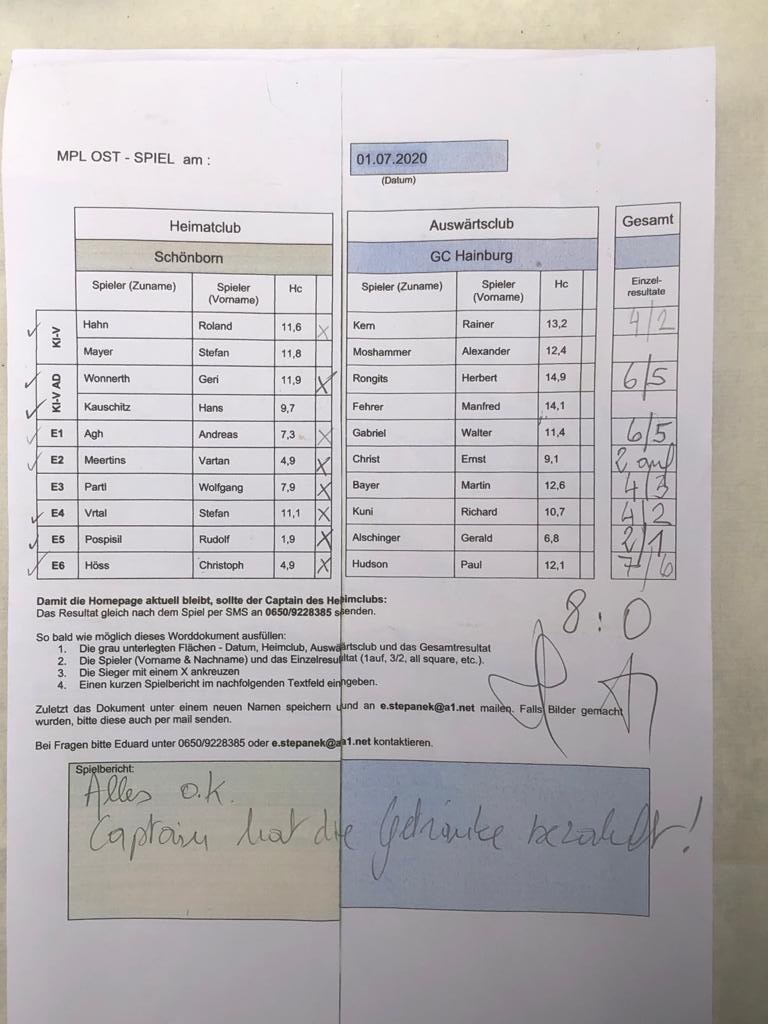 MPL OST - SPIEL am : 01.07.2020
(Datum)
Heimatclub Auswärtsclub Gesamt
Schönborn GC Hainburg
Spieler (Zuname) Spieler (Vorname) Hc Spieler (Zuname) Spieler (Vorname) Hc Einzel-resultate
KI-V Hahn Roland 11,6 X Kern Rainer 13,2 4/2
Mayer Stefan 11,8 Moshammer Alexander 12,4
KI-V AD Wonnerth Geri 11,9 X Rongits Herbert 14,9 6/5
Kauschitz Hans 9,7 Fehrer Manfred 14,1
E1 Agh Andreas 7,3 X Gabriel Walter 11,4 6/5
E2 Meertins Vartan 4,9 X Christ Ernst 9,1 2 auf
E3 Partl Wolfgang 7,9 X Bayer Martin 12,6 4/3
E4 Vrtal Stefan 11,1 X Kuni Richard 10,7 4/2
E5 Pospisil Rudolf 1,9 X Alschinger Gerald 6,8 2/1
E6 Höss Christoph 4,9 X Hudson Paul 12,1 7/6
8:0
Damit die Homepage aktuell bleibt, sollte der Captain des Heimclubs:
Das Resultat gleich nach dem Spiel per SMS an 0650/9228385 senden.
So bald wie möglich dieses Worddokument ausfüllen:
1. Die grau unterlegten Flächen - Datum, Heimclub, Auswärtsclub und das Gesamtresultat
2. Die Spieler (Vorname & Nachname) und das Einzelresultat (1auf, 3/2, all square, etc.).
3. Die Sieger mit einem X ankreuzen
4. Einen kurzen Spielbericht im nachfolgenden Textfeld eingeben.
Zuletzt das Dokument unter einem neuen Namen speichern und an e.stepanek@a1.net mailen. Falls Bilder gemacht
wurden, bitte diese auch per mail senden.
Bei Fragen bitte Eduard unter 0650/9228385 oder e.stepanek@a1.net kontaktieren.
Spielbericht:
Alles o.k.
Captain hat die Getränke bezahlt!